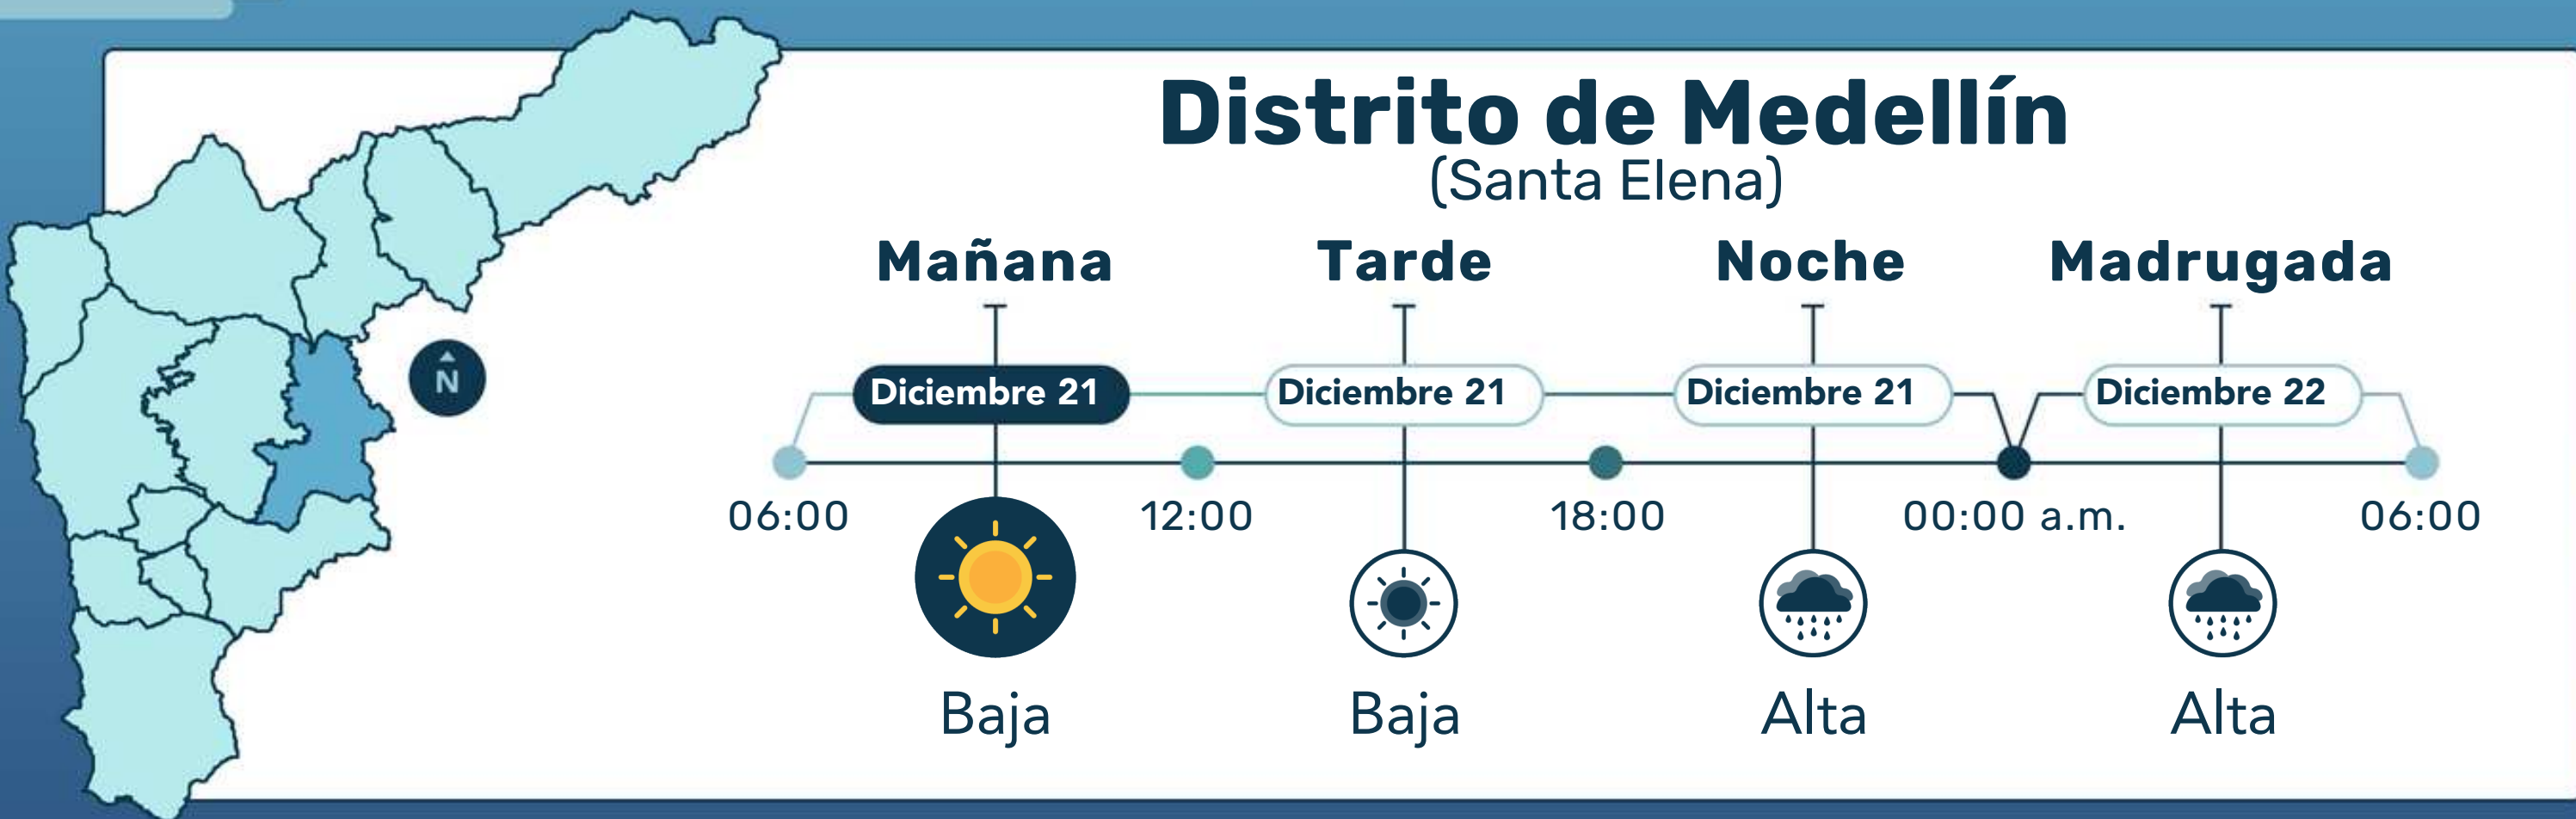 Distrito de Medellín
(Santa Elena)
Mañana Tarde Noche Madrugada
N
Diciembre 21 Diciembre 21 Diciembre 21 Diciembre 22
06:00 12:00 18:00 00:00 a.m. 06:00
Baja Baja Alta Alta